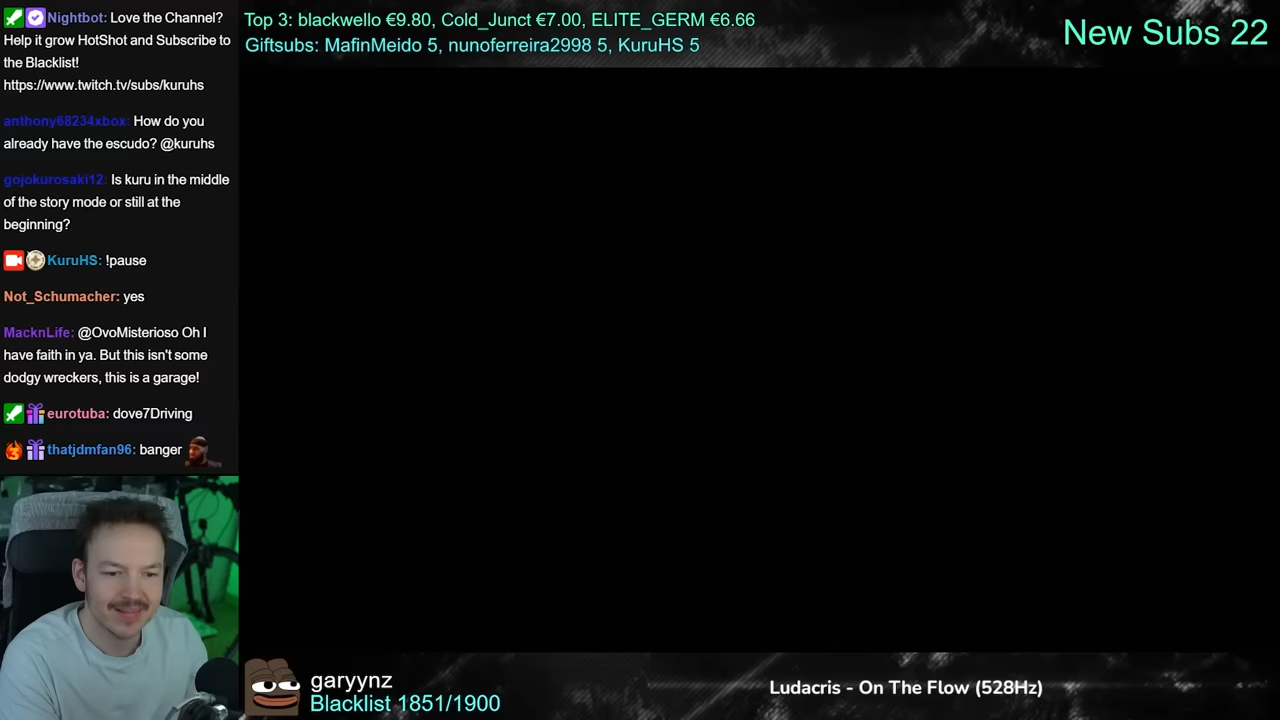 Nightbot: Love the Channel?
Help it grow HotShot and Subscribe to
the Blacklist!
https://www.twitch.tv/subs/kuruhs
anthony68234xbox: How do you
already have the escudo? @kuruhs
gojokurosaki12: Is kuru in the middle
of the story mode or still at the
beginning?
KuruHS: !pause
Not_Schumacher: yes
MacknLife: @OvoMisterioso Oh I
have faith in ya. But this isn't some
dodgy wreckers, this is a garage!
eurotuba: dove7Driving
thatjdmfan96: banger
Top 3: blackwello €9.80, Cold_Junct €7.00, ELITE_GERM €6.66
Giftsubs: MafinMeido 5, nunoferreira2998 5, KuruHS 5
New Subs 22
garyynz
Blacklist 1851/1900
Ludacris - On The Flow (528Hz)